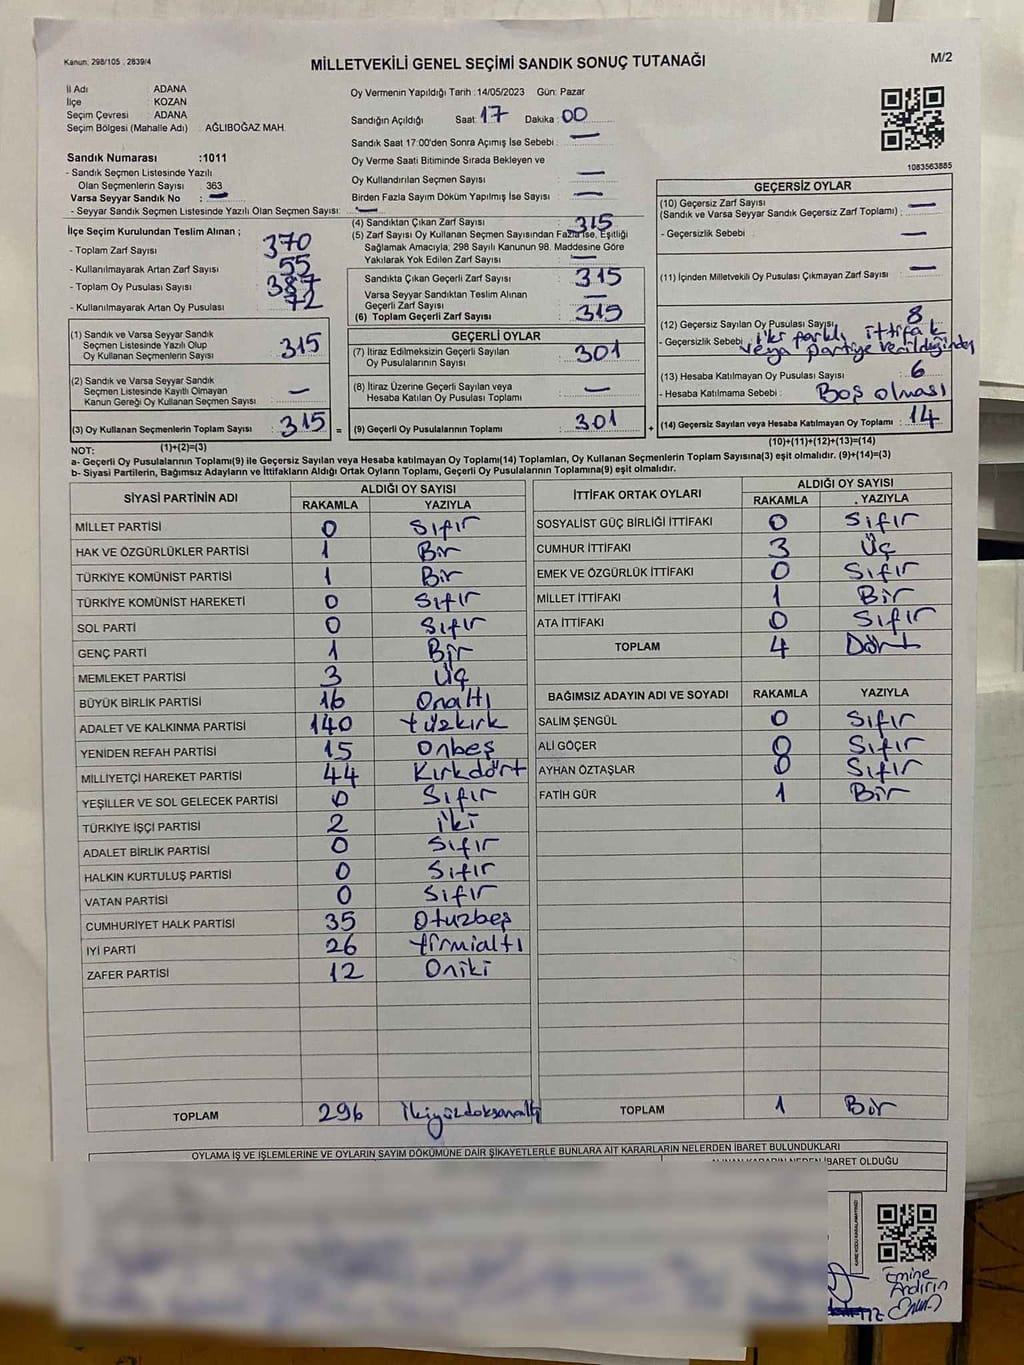 Kanun: 298/105 , 2839/4
MİLLETVEKİLİ GENEL SEÇİMİ SANDIK SONUÇ TUTANAĞI
M/2
İl Adı : ADANA
İlçe : KOZAN
Seçim Çevresi : ADANA
Seçim Bölgesi (Mahalle Adı) : AĞLIBOĞAZ MAH.
Sandık Numarası :1011
- Sandık Seçmen Listesinde Yazılı
Olan Seçmenlerin Sayısı : 363
Varsa Seyyar Sandık No : —
- Seyyar Sandık Seçmen Listesinde Yazılı Olan Seçmen Sayısı: —
İlçe Seçim Kurulundan Teslim Alınan ;
- Toplam Zarf Sayısı : 370
- Kullanılmayarak Artan Zarf Sayısı : 55
- Toplam Oy Pusulası Sayısı : 387
- Kullanılmayarak Artan Oy Pusulası : 72
(1) Sandık ve Varsa Seyyar Sandık
Seçmen Listesinde Yazılı Olup
Oy Kullanan Seçmenlerin Sayısı : 315
(2) Sandık ve Varsa Seyyar Sandık
Seçmen Listesinde Kayıtlı Olmayan
Kanun Gereği Oy Kullanan Seçmen Sayısı : —
(3) Oy Kullanan Seçmenlerin Toplam Sayısı : 315 =
(1)+(2)=(3)
Oy Vermenin Yapıldığı Tarih :14/05/2023 Gün: Pazar
Sandığın Açıldığı Saat: 17 Dakika : 00
Sandık Saat 17:00'den Sonra Açımış İse Sebebi : —
Oy Verme Saati Bitiminde Sırada Bekleyen ve
Oy Kullandırılan Seçmen Sayısı : —
Birden Fazla Sayım Döküm Yapılmış İse Sayısı : —
(4) Sandıktan Çıkan Zarf Sayısı : 315
(5) Zarf Sayısı Oy Kullanan Seçmen Sayısından Fazla ise, Eşitliği
Sağlamak Amacıyla, 298 Sayılı Kanunun 98. Maddesine Göre
Yakılarak Yok Edilen Zarf Sayısı : —
Sandıkta Çıkan Geçerli Zarf Sayısı : 315
Varsa Seyyar Sandıktan Teslim Alınan
Geçerli Zarf Sayısı : —
(6) Toplam Geçerli Zarf Sayısı : 315
GEÇERLİ OYLAR
(7) İtiraz Edilmeksizin Geçerli Sayılan
Oy Pusulalarının Sayısı : 301
(8) İtiraz Üzerine Geçerli Sayılan veya
Hesaba Katılan Oy Pusulası Toplamı : —
(9) Geçerli Oy Pusulalarının Toplamı : 301 +
1083563885
GEÇERSİZ OYLAR
(10) Geçersiz Zarf Sayısı
(Sandık ve Varsa Seyyar Sandık Geçersiz Zarf Toplamı) : —
- Geçersizlik Sebebi : —
(11) İçinden Milletvekili Oy Pusulası Çıkmayan Zarf Sayısı : —
(12) Geçersiz Sayılan Oy Pusulası Sayısı : 8
- Geçersizlik Sebebi : iki farklı ittifak
veya Partiye verildiğinden
(13) Hesaba Katılmayan Oy Pusulası Sayısı : 6
- Hesaba Katılmama Sebebi : Boş olması
(14) Geçersiz Sayılan veya Hesaba Katılmayan Oy Toplamı : 14
(10)+(11)+(12)+(13)=(14)
NOT:
a- Geçerli Oy Pusulalarının Toplamı(9) ile Geçersiz Sayılan veya Hesaba katılmayan Oy Toplamı(14) Toplamları, Oy Kullanan Seçmenlerin Toplam Sayısına(3) eşit olmalıdır. (9)+(14)=(3)
b- Siyasi Partilerin, Bağımsız Adayların ve İttifakların Aldığı Ortak Oyların Toplamı, Geçerli Oy Pusulalarının Toplamına(9) eşit olmalıdır.
SİYASİ PARTİNİN ADI ALDIĞI OY SAYISI
RAKAMLA YAZIYLA
MİLLET PARTİSİ 0 Sıfır
HAK VE ÖZGÜRLÜKLER PARTİSİ 1 Bir
TÜRKİYE KOMÜNİST PARTİSİ 1 Bir
TÜRKİYE KOMÜNİST HAREKETİ 0 Sıfır
SOL PARTİ 0 Sıfır
GENÇ PARTİ 1 Bir
MEMLEKET PARTİSİ 3 Üç
BÜYÜK BİRLİK PARTİSİ 16 Onaltı
ADALET VE KALKINMA PARTİSİ 140 yüzkırk
YENİDEN REFAH PARTİSİ 15 Onbeş
MİLLİYETÇİ HAREKET PARTİSİ 44 Kırkdört
YEŞİLLER VE SOL GELECEK PARTİSİ 0 Sıfır
TÜRKİYE İŞÇİ PARTİSİ 2 iki
ADALET BİRLİK PARTİSİ 0 Sıfır
HALKIN KURTULUŞ PARTİSİ 0 Sıfır
VATAN PARTİSİ 0 Sıfır
CUMHURİYET HALK PARTİSİ 35 Otuzbeş
İYİ PARTİ 26 Yirmialtı
ZAFER PARTİSİ 12 Oniki
TOPLAM 296 İkiyüzdoksanaltı
İTTİFAK ORTAK OYLARI ALDIĞI OY SAYISI
RAKAMLA . YAZIYLA
SOSYALİST GÜÇ BİRLİĞİ İTTİFAKI 0 Sıfır
CUMHUR İTTİFAKI 3 Üç
EMEK VE ÖZGÜRLÜK İTTİFAKI 0 Sıfır
MİLLET İTTİFAKI 1 Bir
ATA İTTİFAKI 0 Sıfır
TOPLAM 4 Dört
BAĞIMSIZ ADAYIN ADI VE SOYADI RAKAMLA YAZIYLA
SALİM ŞENGÜL 0 Sıfır
ALİ GÖÇER 0 Sıfır
AYHAN ÖZTAŞLAR 0 Sıfır
FATİH GÜR 1 Bir
TOPLAM 1 Bir
OYLAMA İŞ VE İŞLEMLERİNE VE OYLARIN SAYIM DÖKÜMÜNE DAİR ŞİKAYETLERLE BUNLARA AİT KARARLARIN NELERDEN İBARET BULUNDUKLARI
ALINAN KARARIN NEDEN İBARET OLDUĞU
Emine
Andırın